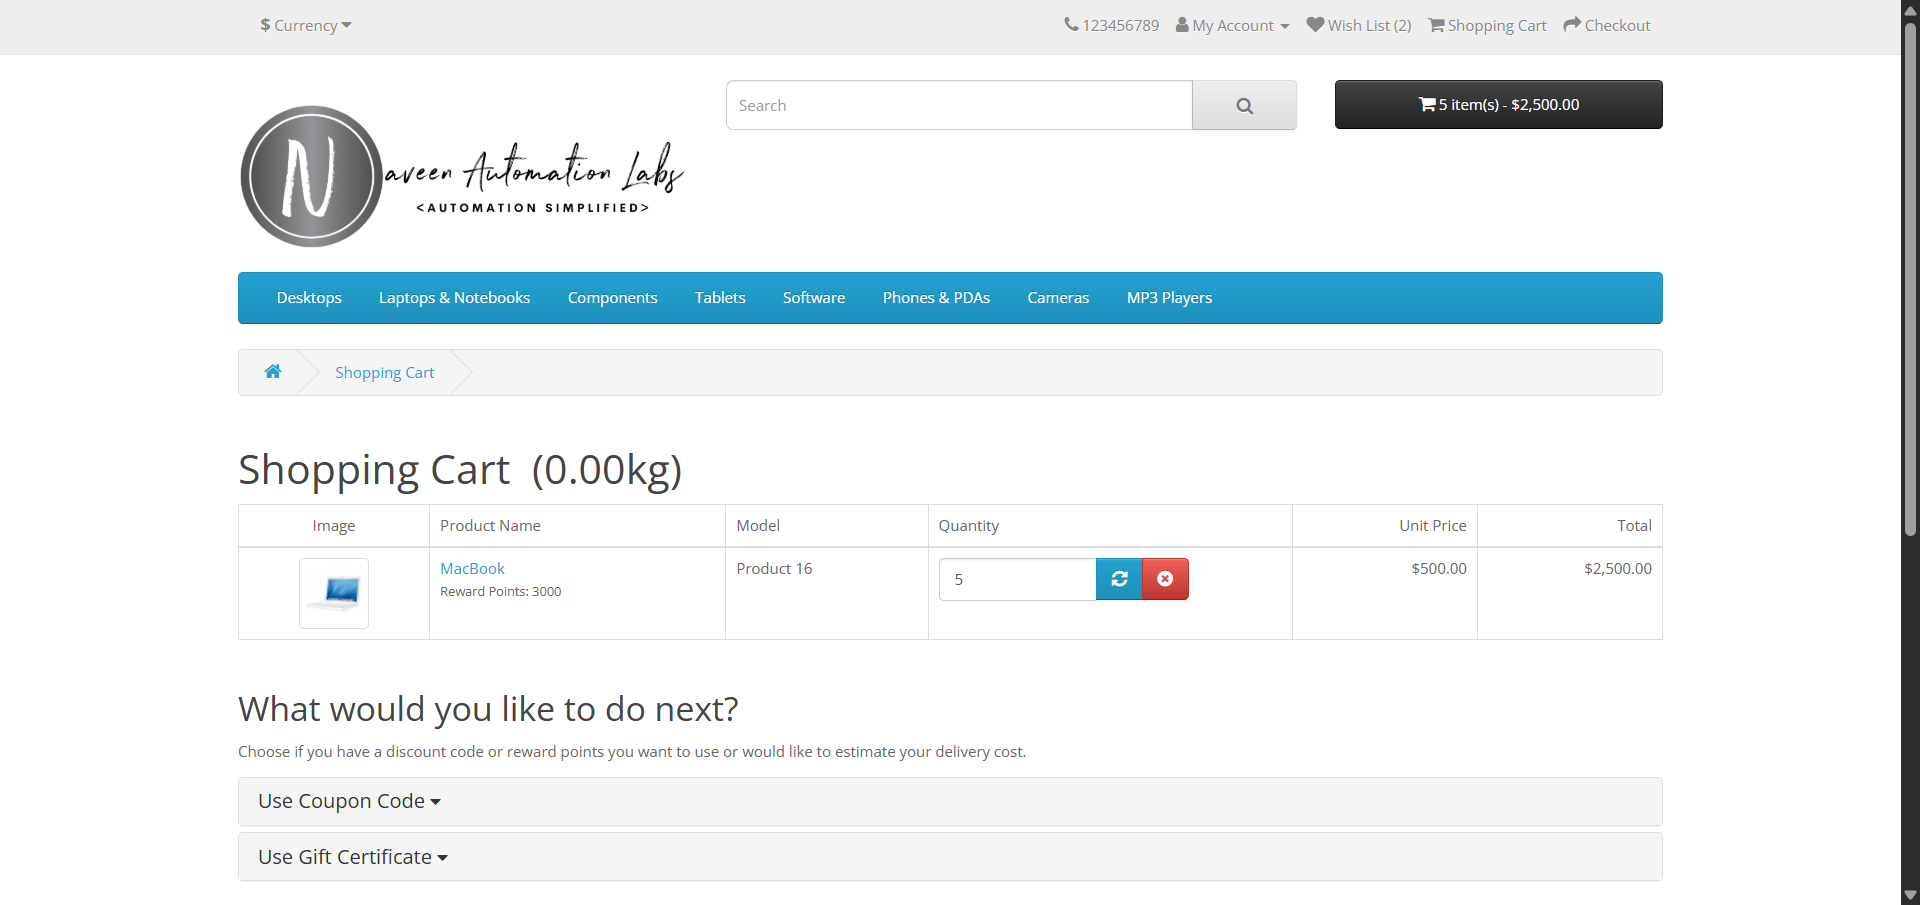 $ Currency
123456789 My Account Wish List (2) Shopping Cart Checkout
Search
5 item(s) - $2,500.00
N
aveen Automation Labs
<AUTOMATION SIMPLIFIED>
Desktops Laptops & Notebooks Components Tablets Software Phones & PDAs Cameras MP3 Players
Shopping Cart
Shopping Cart (0.00kg)
Image Product Name Model Quantity Unit Price Total
MacBook Product 16 5 $500.00 $2,500.00
Reward Points: 3000
What would you like to do next?
Choose if you have a discount code or reward points you want to use or would like to estimate your delivery cost.
Use Coupon Code
Use Gift Certificate